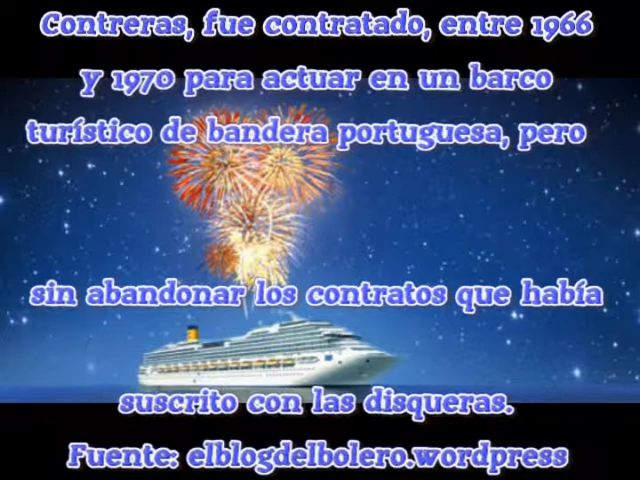 Contreras, fue contratado, entre 1966
y 1970 para actuar en un barco
turístico de bandera portuguesa, pero
sin abandonar los contratos que había
suscrito con las disqueras.
Fuente: elblogdelbolero.wordpress